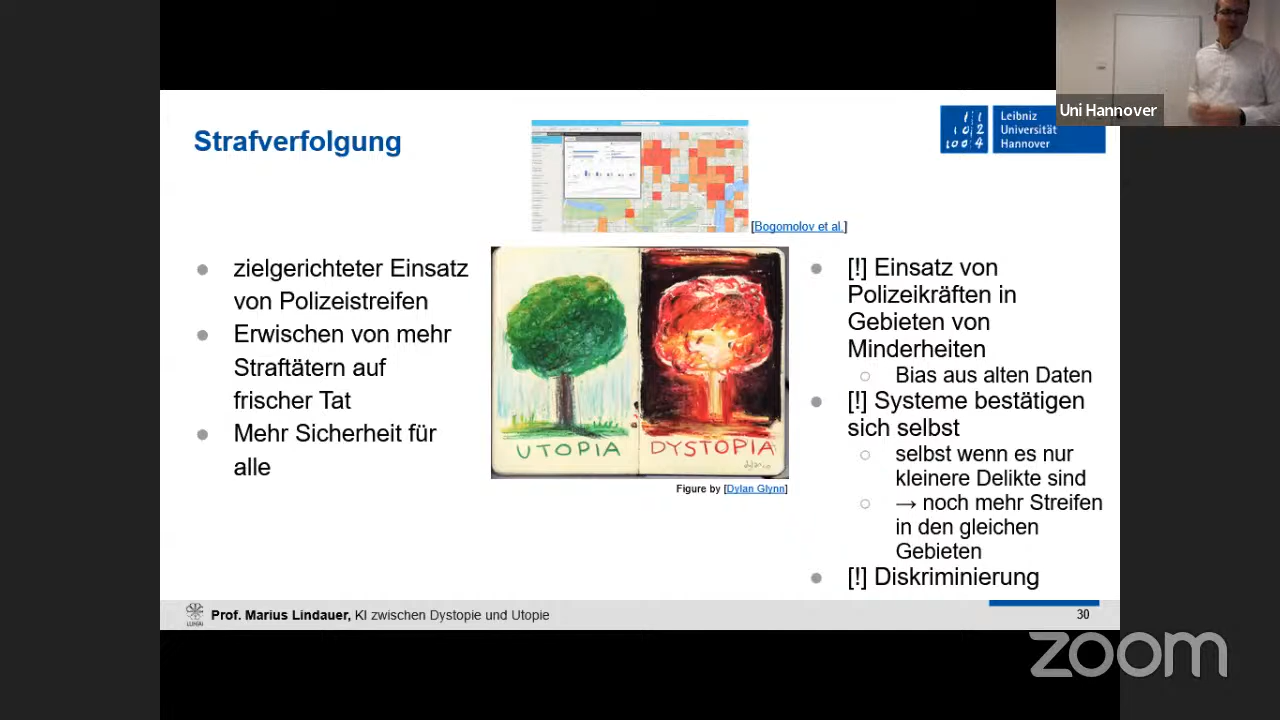 Uni Hannover
Strafverfolgung
Leibniz
Universität
Hannover
[Bogomolov et al.]
zielgerichteter Einsatz
von Polizeistreifen
Erwischen von mehr
Straftätern auf
frischer Tat
Mehr Sicherheit für
alle
UTOPIA
DYSTOPIA
Figure by [Dylan Glynn]
[!] Einsatz von
Polizeikräften in
Gebieten von
Minderheiten
Bias aus alten Daten
[!] Systeme bestätigen
sich selbst
selbst wenn es nur
kleinere Delikte sind
→ noch mehr Streifen
in den gleichen
Gebieten
[!] Diskriminierung
Prof. Marius Lindauer, KI zwischen Dystopie und Utopie
30
zoom